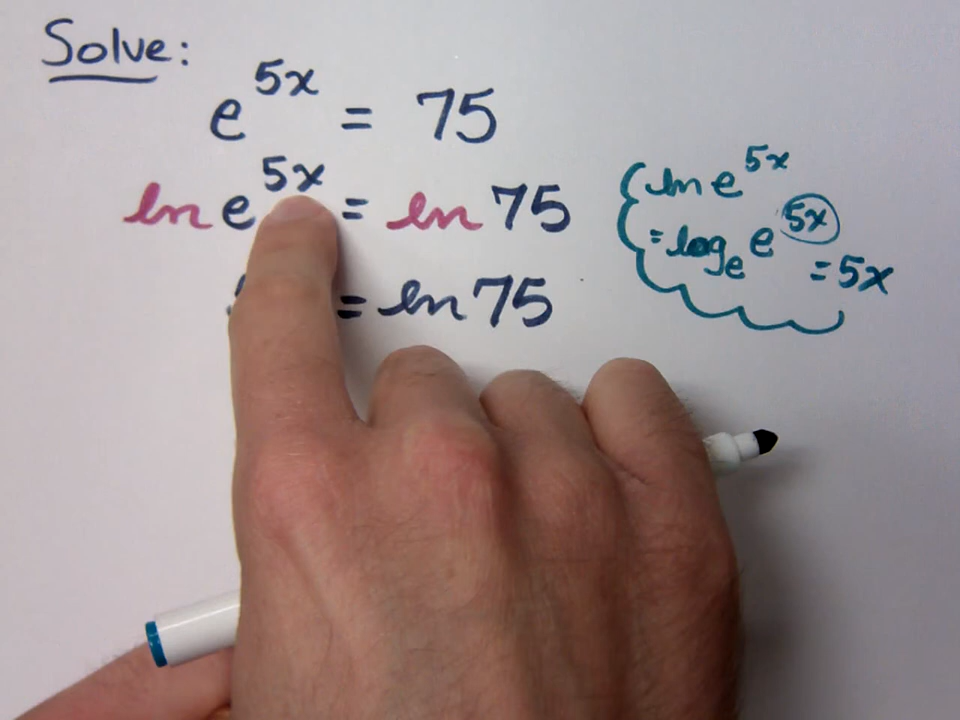 Solve:
e^5x = 75
ln e^5x = ln 75
= ln 75
ln e^5x
= log_e e^5x = 5x